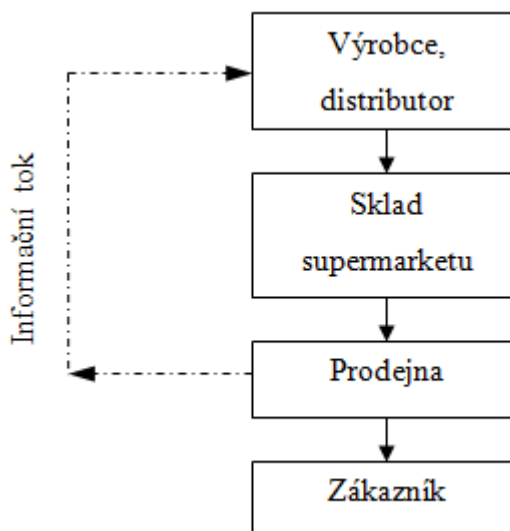 Výrobce,
distributor
Sklad
supermarketu
Prodejna
Zákazník
Informační tok